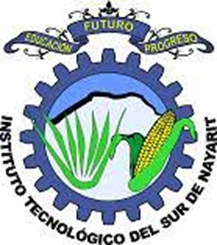 EDUCACIÓN FUTURO PROGRESO
INSTITUTO TECNOLÓGICO DEL SUR DE NAYARIT